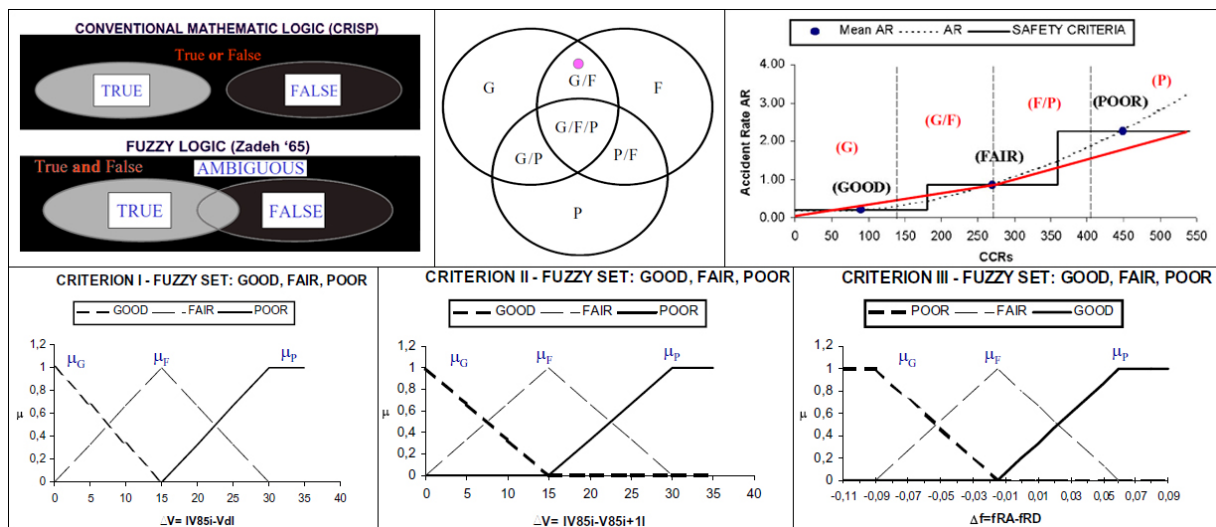 CONVENTIONAL MATHEMATIC LOGIC (CRISP)
True or False
TRUE
FALSE
FUZZY LOGIC (Zadeh ‘65)
True and False
AMBIGUOUS
TRUE
FALSE
G
G/F
F
G/F/P
G/P
P/F
P
Mean AR
AR
SAFETY CRITERIA
Accident Rate AR
4.00
3.00
2.00
1.00
0.00
(G)
(G/F)
(F/P)
(P)
(GOOD)
(FAIR)
(POOR)
0 50 100 150 200 250 300 350 400 450 500 550
CCRs
CRITERION I - FUZZY SET: GOOD, FAIR, POOR
GOOD
FAIR
POOR
μG
μF
μP
1,2
1
0,8
0,6
0,4
0,2
0
μ
0 5 10 15 20 25 30 35 40
△V= IV85i-VdI
CRITERION II - FUZZY SET: GOOD, FAIR, POOR
GOOD
FAIR
POOR
μG
μF
μP
1,2
1
0,8
0,6
0,4
0,2
0
μ
0 5 10 15 20 25 30 35 40
△V= IV85i-V85i+1I
CRITERION III - FUZZY SET: GOOD, FAIR, POOR
POOR
FAIR
GOOD
μG
μF
μP
1,2
1
0,8
0,6
0,4
0,2
0
μ
-0,11 -0,09 -0,07 -0,05 -0,03 -0,01 0,01 0,03 0,05 0,07 0,09
Δf=fRA-fRD